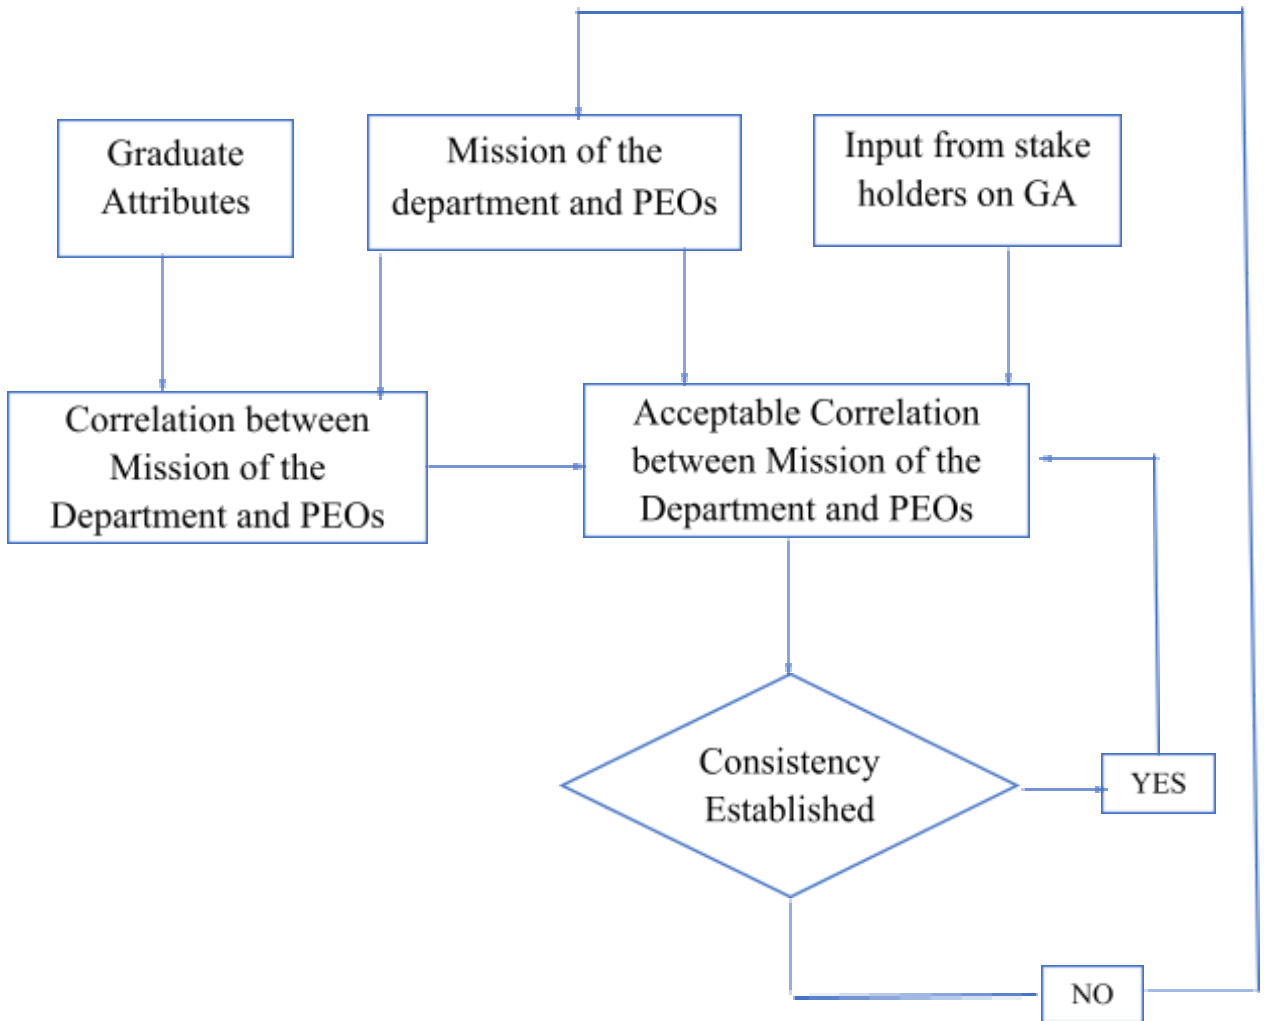 Graduate
Attributes
Mission of the
department and PEOs
Input from stake
holders on GA
Correlation between
Mission of the
Department and PEOs
Acceptable Correlation
between Mission of the
Department and PEOs
Consistency
Established
YES
NO